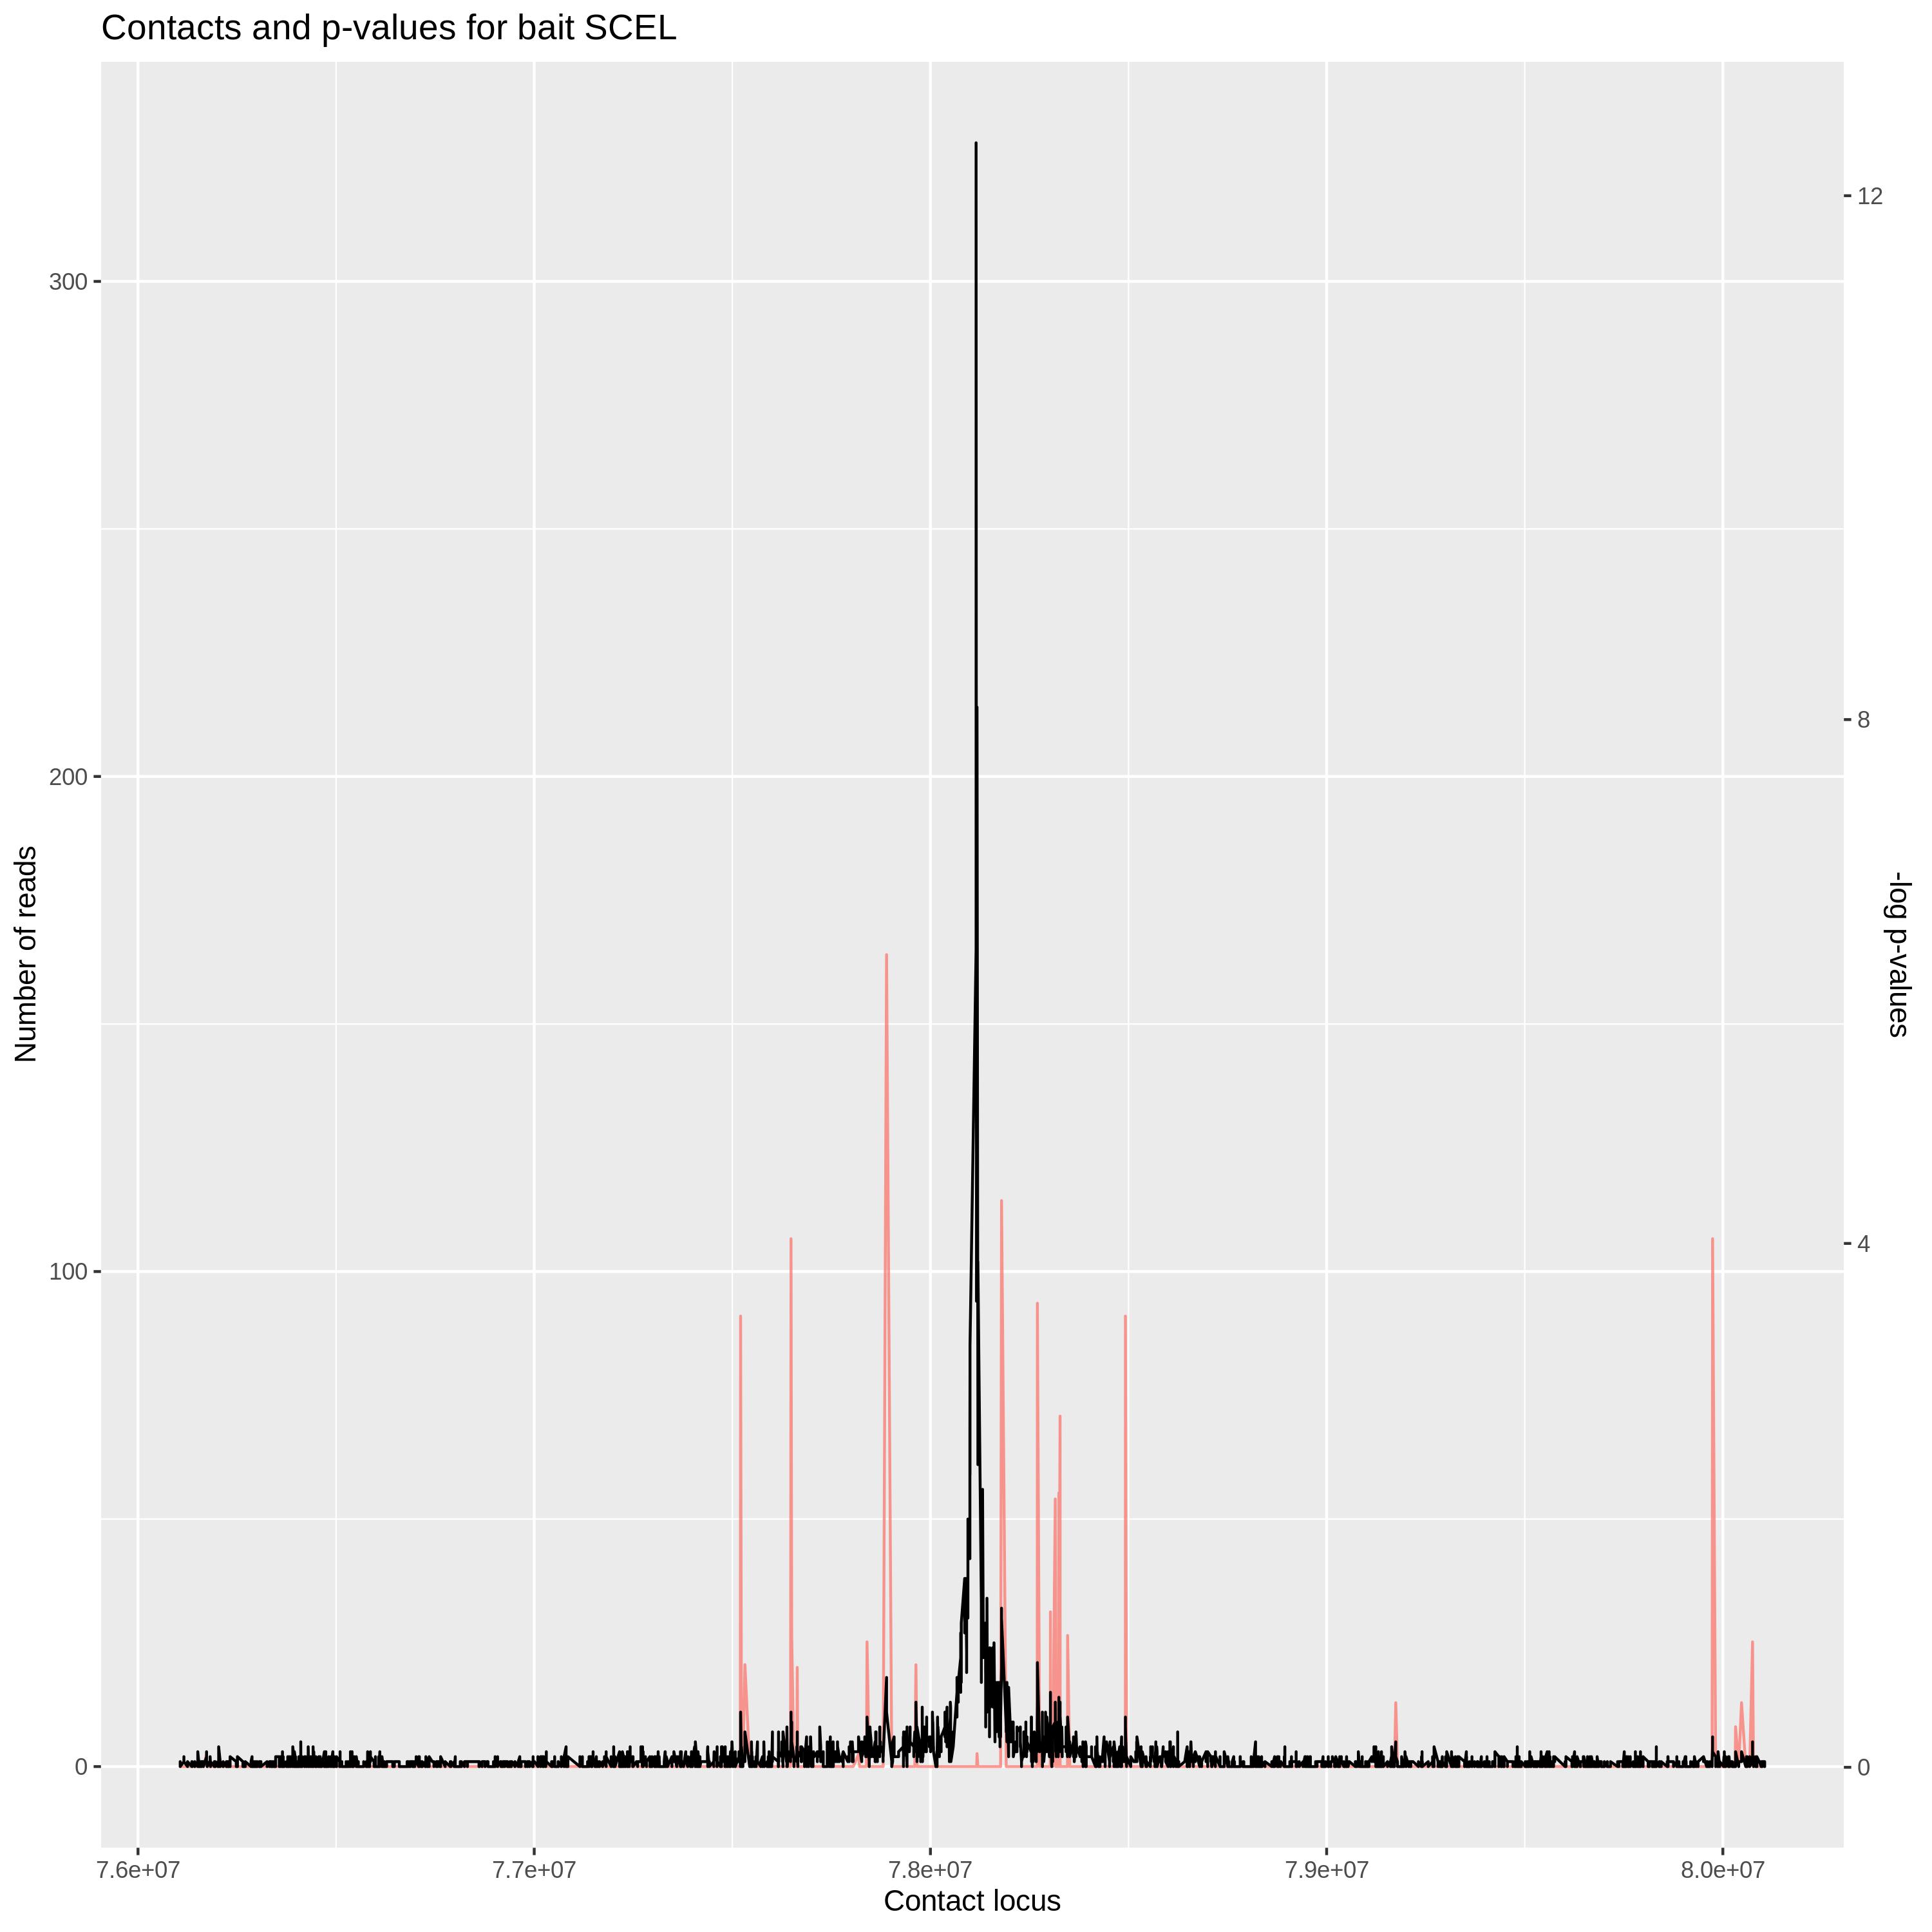 Contacts and p-values for bait SCEL
300
200
100
0
12
8
4
0
Number of reads
-log p-values
7.6e+07 7.7e+07 7.8e+07 7.9e+07 8.0e+07
Contact locus